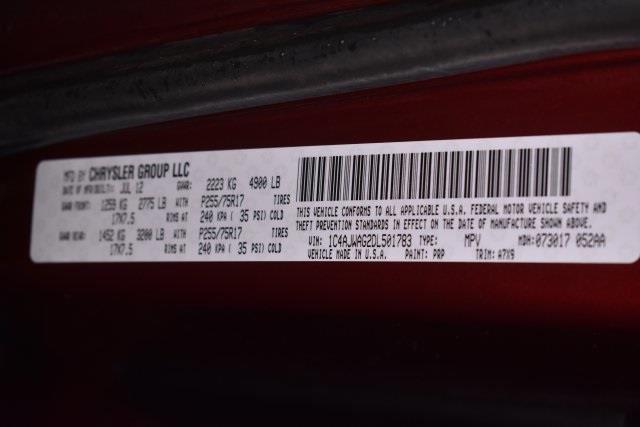 MFD BY CHRYSLER GROUP LLC
DATE OF MFR/BUILT: JUL 12 GVWR: 2223 KG 4900 LB
GAWR FRONT: 1259 KG 2775 LB WITH P255/75R17 TIRES
17X7.5 RIMS AT 240 KPA ( 35 PSI) COLD
GAWR REAR: 1452 KG 3200 LB WITH P255/75R17 TIRES
17X7.5 RIMS AT 240 KPA ( 35 PSI) COLD
THIS VEHICLE CONFORMS TO ALL APPLICABLE U.S.A. FEDERAL MOTOR VEHICLE SAFETY AND
THEFT PREVENTION STANDARDS IN EFFECT ON THE DATE OF MANUFACTURE SHOWN ABOVE.
VIN: 1C4AJWAG2DL501783 TYPE: MPV MDH: 073017 052AA
VEHICLE MADE IN U.S.A. PAINT: PRP TRIM: A7X9